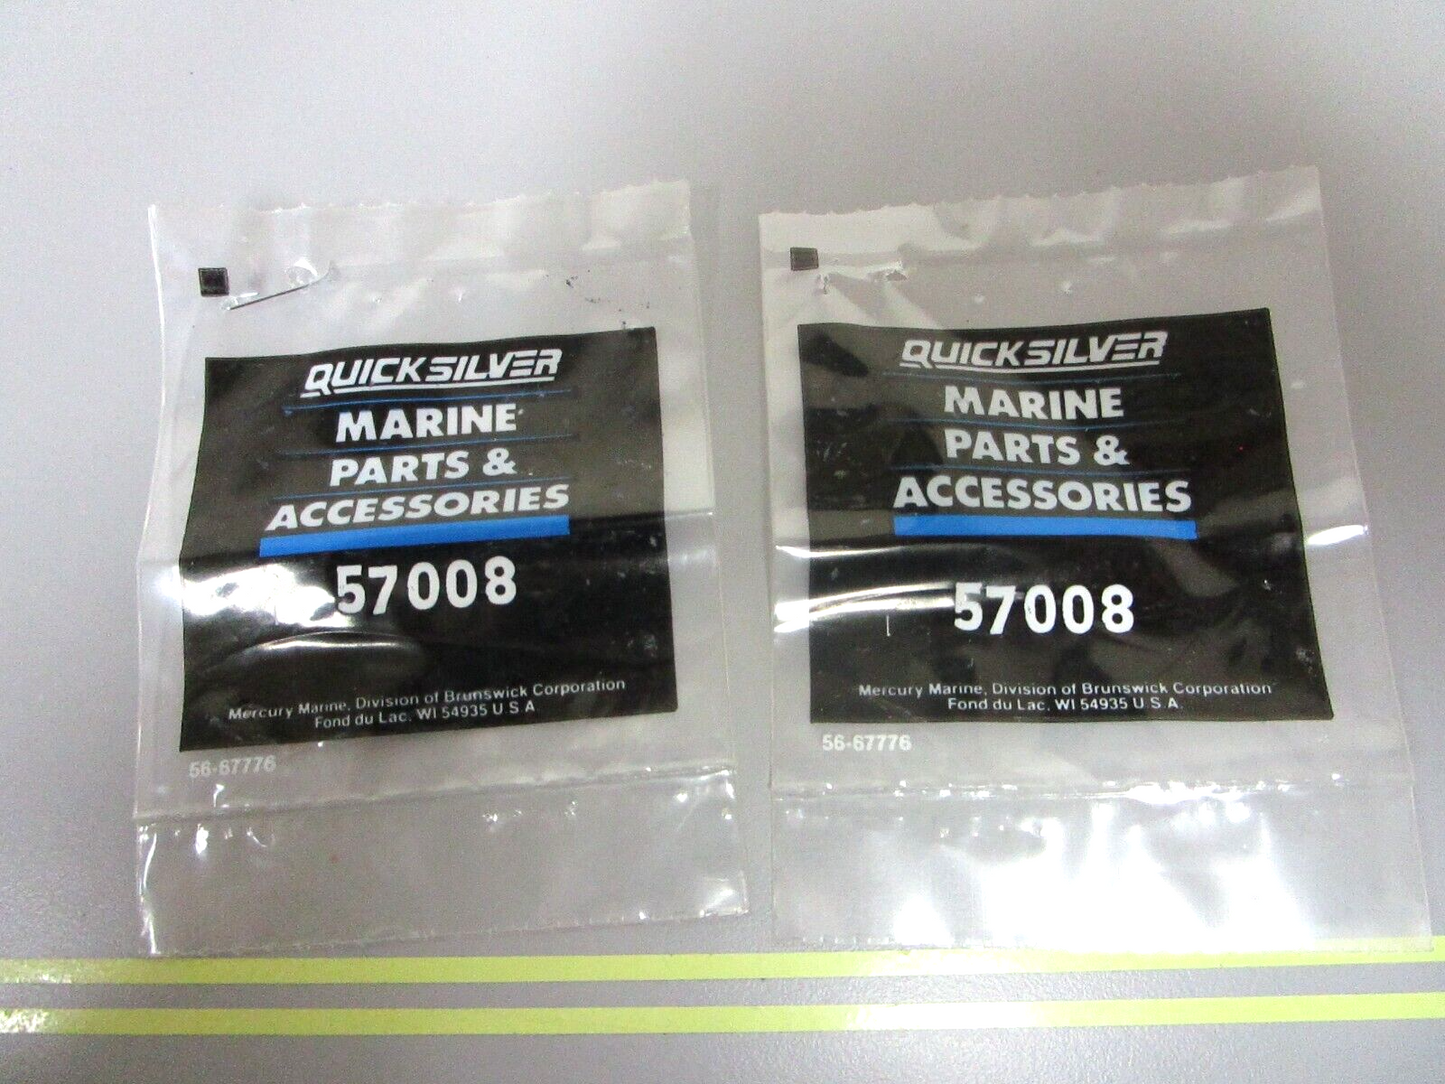 QUICKSILVER
MARINE
PARTS &
ACCESSORIES
57008
Mercury Marine, Division of Brunswick Corporation
Fond du Lac, WI 54935 U.S.A.
56-67776
QUICKSILVER
MARINE
PARTS &
ACCESSORIES
57008
Mercury Marine, Division of Brunswick Corporation
Fond du Lac, WI 54935 U.S.A.
56-67776